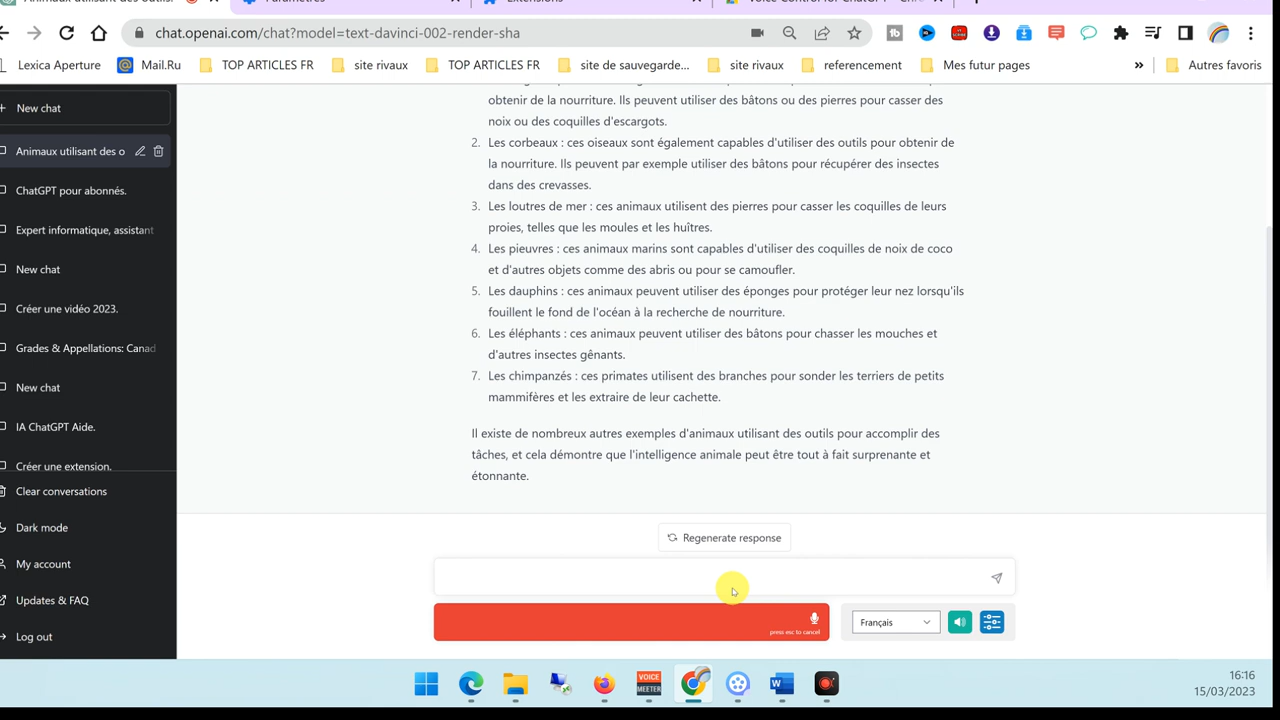 Animaux utilisant des outils.
Paramètres
Extensions
Voice Control for ChatGPT - Chro
chat.openai.com/chat?model=text-davinci-002-render-sha
Lexica Aperture
Mail.Ru
TOP ARTICLES FR
site rivaux
TOP ARTICLES FR
site de sauvegarde...
site rivaux
referencement
Mes futur pages
»
Autres favoris
New chat
Animaux utilisant des o
ChatGPT pour abonnés.
Expert informatique, assistant
New chat
Créer une vidéo 2023.
Grades & Appellations: Canad
New chat
IA ChatGPT Aide.
Créer une extension.
Clear conversations
Dark mode
My account
Updates & FAQ
Log out
obtenir de la nourriture. Ils peuvent utiliser des bâtons ou des pierres pour casser des
noix ou des coquilles d'escargots.
2. Les corbeaux : ces oiseaux sont également capables d'utiliser des outils pour obtenir de
la nourriture. Ils peuvent par exemple utiliser des bâtons pour récupérer des insectes
dans des crevasses.
3. Les loutres de mer : ces animaux utilisent des pierres pour casser les coquilles de leurs
proies, telles que les moules et les huîtres.
4. Les pieuvres : ces animaux marins sont capables d'utiliser des coquilles de noix de coco
et d'autres objets comme des abris ou pour se camoufler.
5. Les dauphins : ces animaux peuvent utiliser des éponges pour protéger leur nez lorsqu'ils
fouillent le fond de l'océan à la recherche de nourriture.
6. Les éléphants : ces animaux peuvent utiliser des bâtons pour chasser les mouches et
d'autres insectes gênants.
7. Les chimpanzés : ces primates utilisent des branches pour sonder les terriers de petits
mammifères et les extraire de leur cachette.
Il existe de nombreux autres exemples d'animaux utilisant des outils pour accomplir des
tâches, et cela démontre que l'intelligence animale peut être tout à fait surprenante et
étonnante.
Regenerate response
press esc to cancel
Français
VOICE
MEETER
16:16
15/03/2023